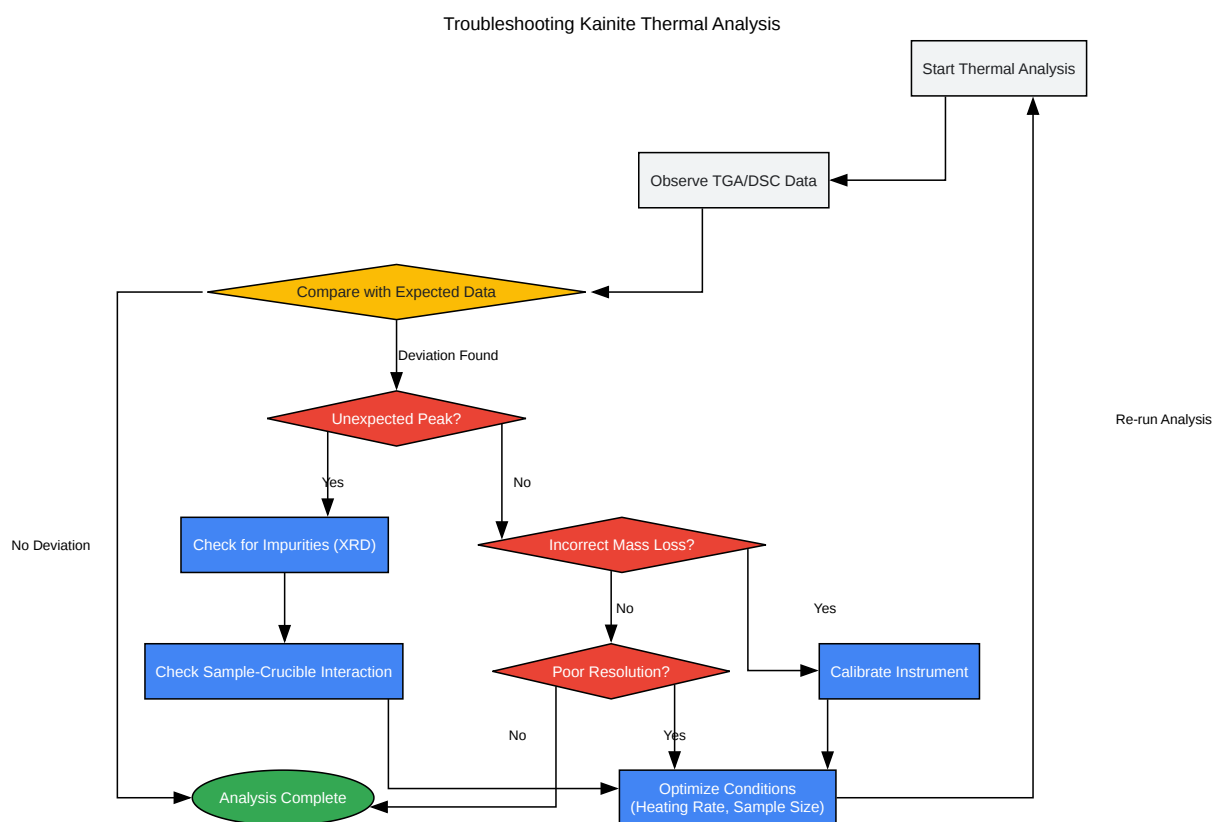 Troubleshooting Kainite Thermal Analysis
Start Thermal Analysis
Observe TGA/DSC Data
Compare with Expected Data
Deviation Found
Unexpected Peak?
Re-run Analysis
Yes
No
Check for Impurities (XRD)
Incorrect Mass Loss?
No Deviation
No
Yes
Check Sample-Crucible Interaction
Poor Resolution?
Calibrate Instrument
No
Yes
Analysis Complete
Optimize Conditions
(Heating Rate, Sample Size)